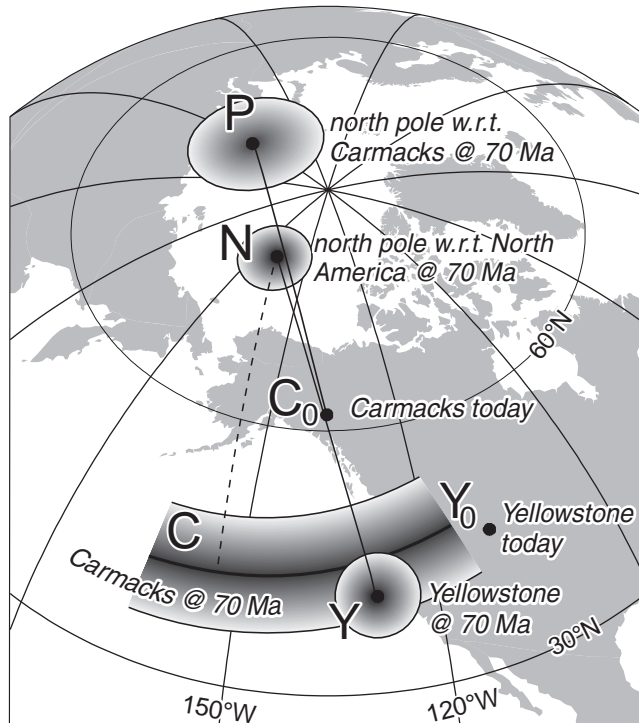 P
north pole w.r.t.
Carmacks @ 70 Ma
N
north pole w.r.t. North
America @ 70 Ma
60°N
C0
Carmacks today
Y0
Yellowstone
today
C
Carmacks @ 70 Ma
Y
Yellowstone
@ 70 Ma
30°N
150°W
120°W